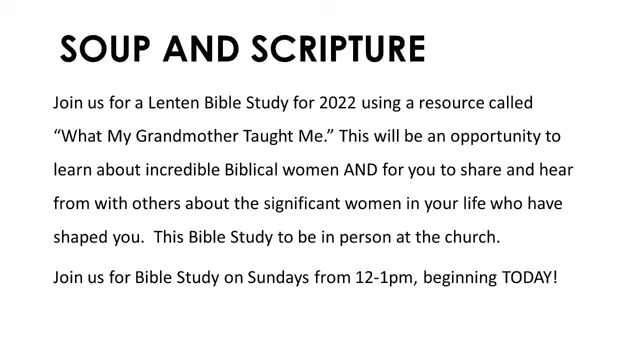 SOUP AND SCRIPTURE
Join us for a Lenten Bible Study for 2022 using a resource called
“What My Grandmother Taught Me.” This will be an opportunity to
learn about incredible Biblical women AND for you to share and hear
from with others about the significant women in your life who have
shaped you.  This Bible Study to be in person at the church.
Join us for Bible Study on Sundays from 12-1pm, beginning TODAY!